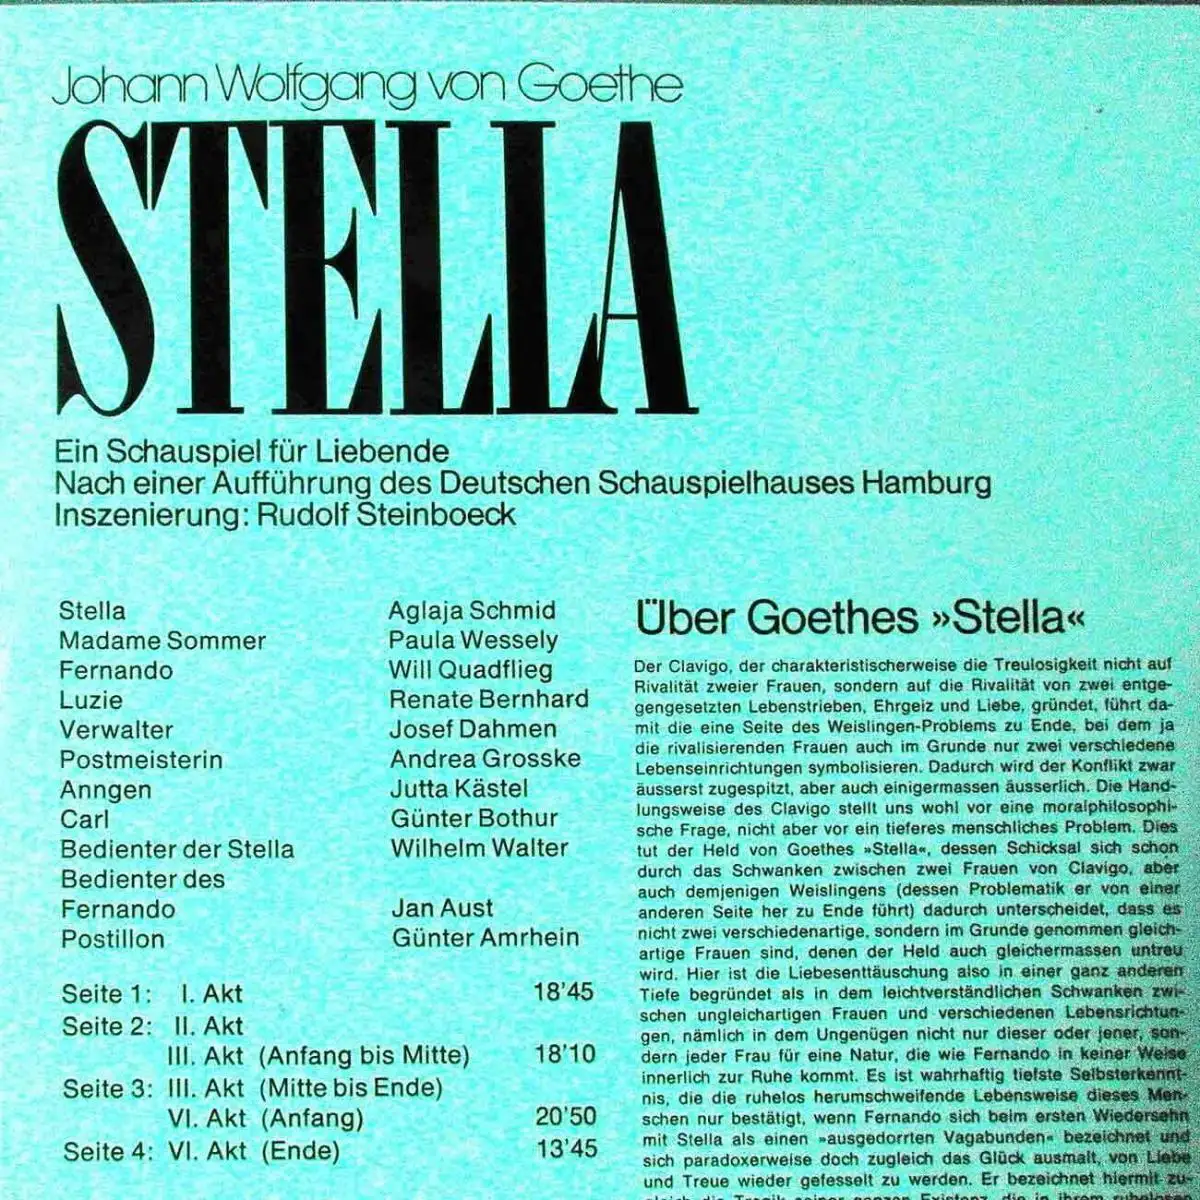 Johann Wolfgang von Goethe
STELLA
Ein Schauspiel für Liebende
Nach einer Aufführung des Deutschen Schauspielhauses Hamburg
Inszenierung: Rudolf Steinboeck
Stella Aglaja Schmid
Madame Sommer Paula Wessely
Fernando Will Quadflieg
Luzie Renate Bernhard
Verwalter Josef Dahmen
Postmeisterin Andrea Grosske
Anngen Jutta Kästel
Carl Günter Bothur
Bedienter der Stella Wilhelm Walter
Bedienter des
Fernando Jan Aust
Postillon Günter Amrhein
Seite 1: I. Akt 18'45
Seite 2: II. Akt
III. Akt (Anfang bis Mitte) 18'10
Seite 3: III. Akt (Mitte bis Ende)
VI. Akt (Anfang) 20'50
Seite 4: VI. Akt (Ende) 13'45
Über Goethes »Stella«
Der Clavigo, der charakteristischerweise die Treulosigkeit nicht auf
Rivalität zweier Frauen, sondern auf die Rivalität von zwei entge-
gengesetzten Lebenstrieben, Ehrgeiz und Liebe, gründet, führt da-
mit die eine Seite des Weislingen-Problems zu Ende, bei dem ja
die rivalisierenden Frauen auch im Grunde nur zwei verschiedene
Lebenseinrichtungen symbolisieren. Dadurch wird der Konflikt zwar
äusserst zugespitzt, aber auch einigermassen äusserlich. Die Hand-
lungsweise des Clavigo stellt uns wohl vor eine moralphilosophi-
sche Frage, nicht aber vor ein tieferes menschliches Problem. Dies
tut der Held von Goethes »Stella«, dessen Schicksal sich schon
durch das Schwanken zwischen zwei Frauen von Clavigo, aber
auch demjenigen Weislingens (dessen Problematik er von einer
anderen Seite her zu Ende führt) dadurch unterscheidet, dass es
nicht zwei verschiedenartige, sondern im Grunde genommen gleich-
artige Frauen sind, denen der Held auch gleichermassen untreu
wird. Hier ist die Liebesenttäuschung also in einer ganz anderen
Tiefe begründet als in dem leichtverständlichen Schwanken zwi-
schen ungleichartigen Frauen und verschiedenen Lebensrichtun-
gen, nämlich in dem Ungenügen nicht nur dieser oder jener, son-
dern jeder Frau für eine Natur, die wie Fernando in keiner Weise
innerlich zur Ruhe kommt. Es ist wahrhaftig tiefste Selbsterkennt-
nis, die die ruhelos herumschweifende Lebensweise dieses Men-
schen nur bestätigt, wenn Fernando sich beim ersten Wiedersehn
mit Stella als einen »ausgedorrten Vagabunden« bezeichnet und
sich paradoxerweise doch zugleich das Glück ausmalt, von Liebe
und Treue wieder gefesselt zu werden. Er bezeichnet hiermit zu-
gleich die Tragik seiner ganzen Existenz, die in ihrem